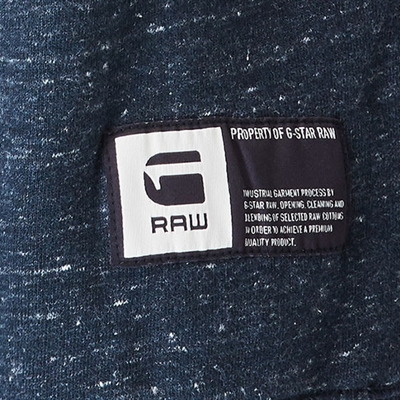 PROPERTY OF G-STAR RAW
G
RAW
INDUSTRIAL GARMENT PROCESS BY
G-STAR RAW. OPENING, CLEANING AND
BLENDING OF SELECTED RAW COTTONS
IN ORDER TO ACHIEVE A PREMIUM
QUALITY PRODUCT.